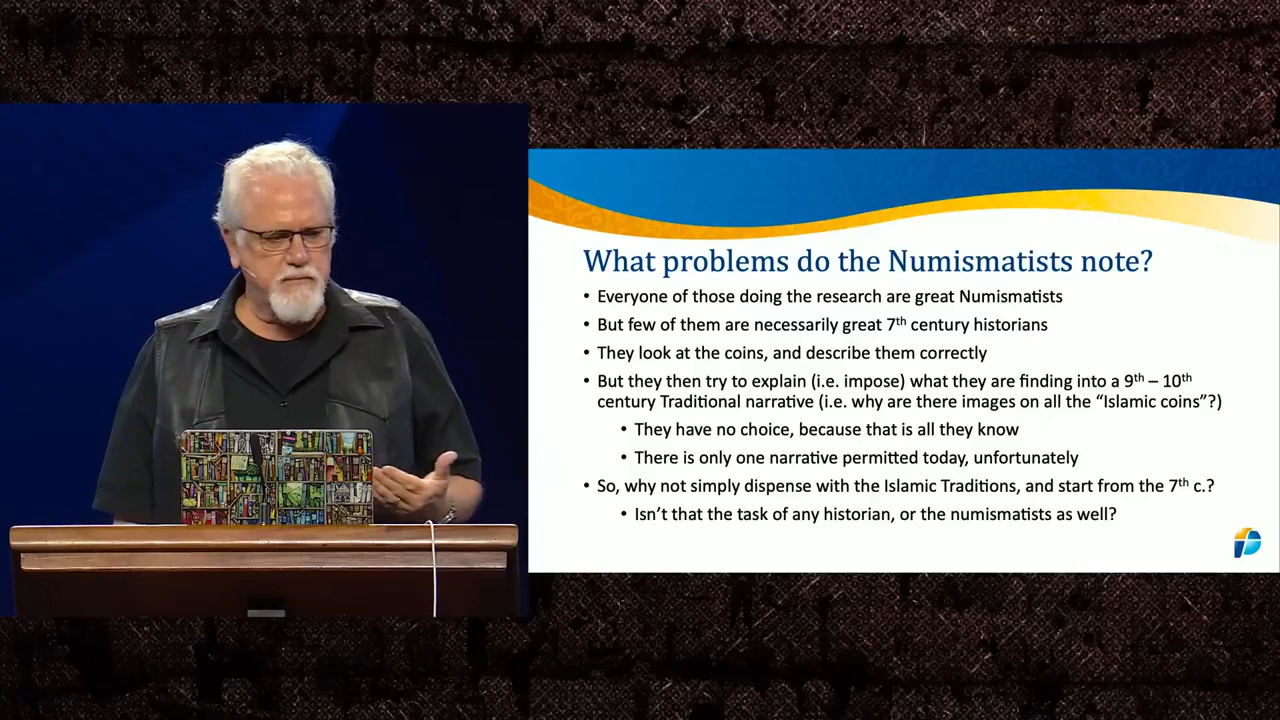 What problems do the Numismatists note?
• Everyone of those doing the research are great Numismatists
• But few of them are necessarily great 7th century historians
• They look at the coins, and describe them correctly
• But they then try to explain (i.e. impose) what they are finding into a 9th – 10th
century Traditional narrative (i.e. why are there images on all the “Islamic coins”?)
• They have no choice, because that is all they know
• There is only one narrative permitted today, unfortunately
• So, why not simply dispense with the Islamic Traditions, and start from the 7th c.?
• Isn’t that the task of any historian, or the numismatists as well?